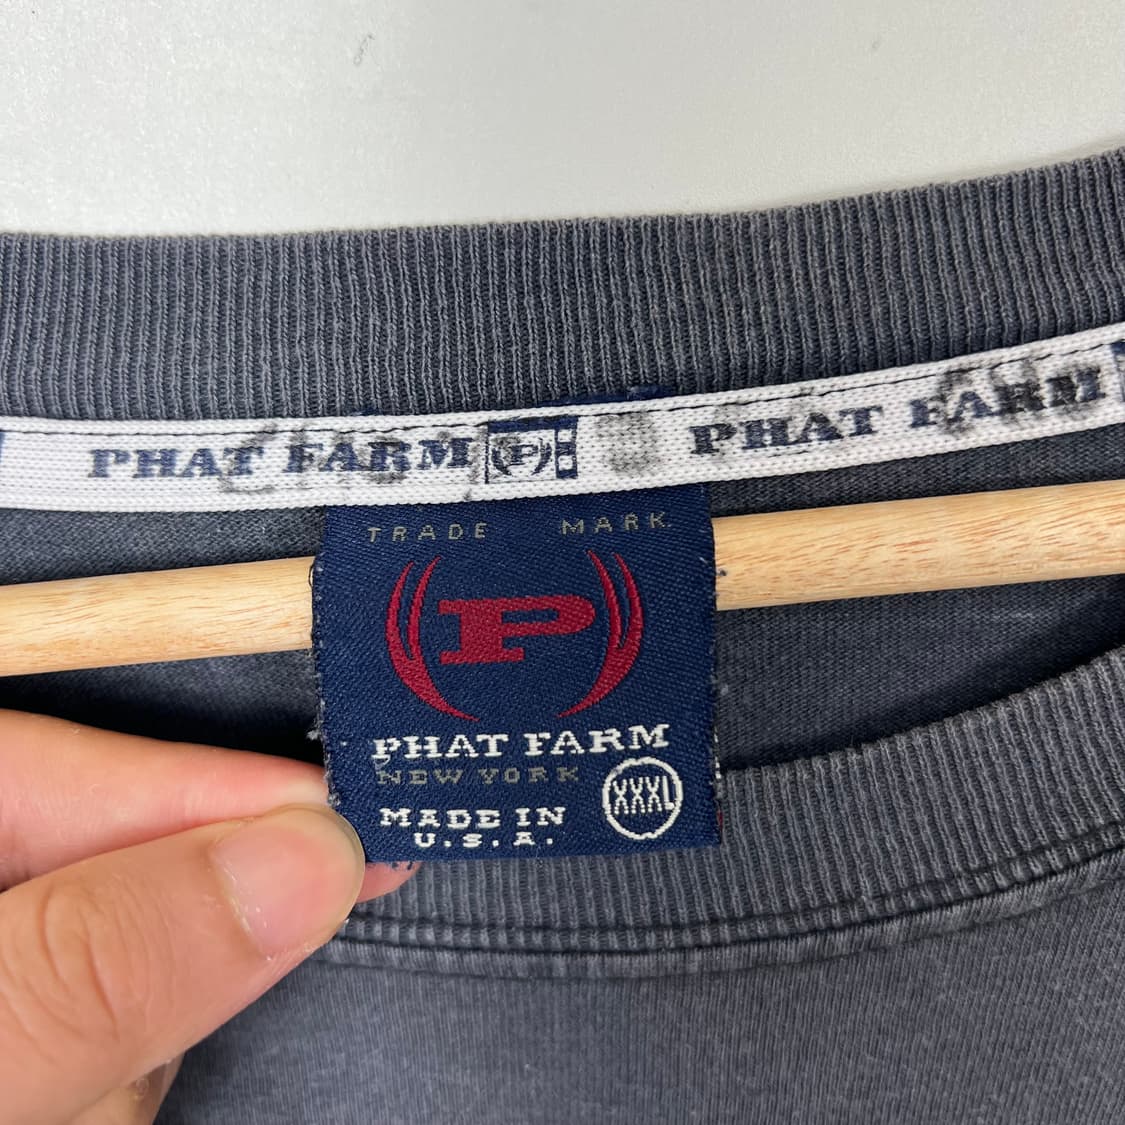 PHAT FARM (P) PHAT FARM
TRADE MARK
P
PHAT FARM
NEW YORK
XXXL
MADE IN
U.S.A.